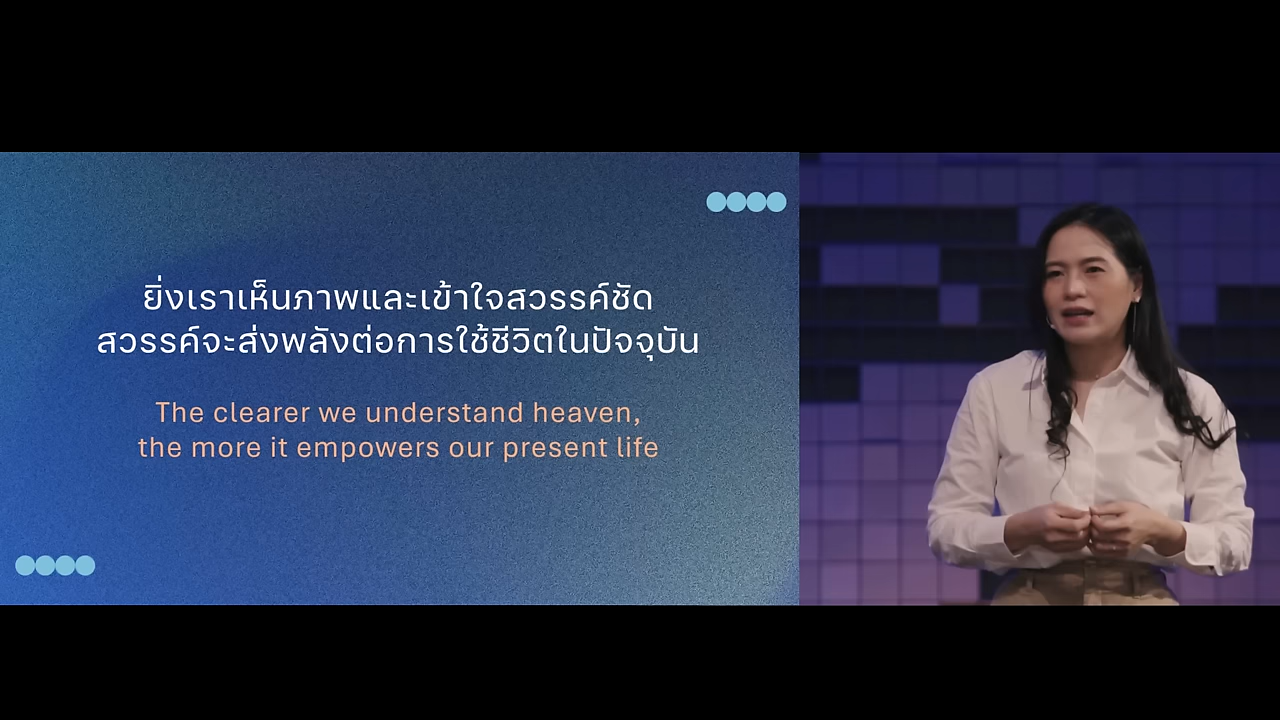 ยิ่งเราเห็นภาพและเข้าใจสวรรค์ชัด
สวรรค์จะส่งพลังต่อการใช้ชีวิตในปัจจุบัน
The clearer we understand heaven,
the more it empowers our present life